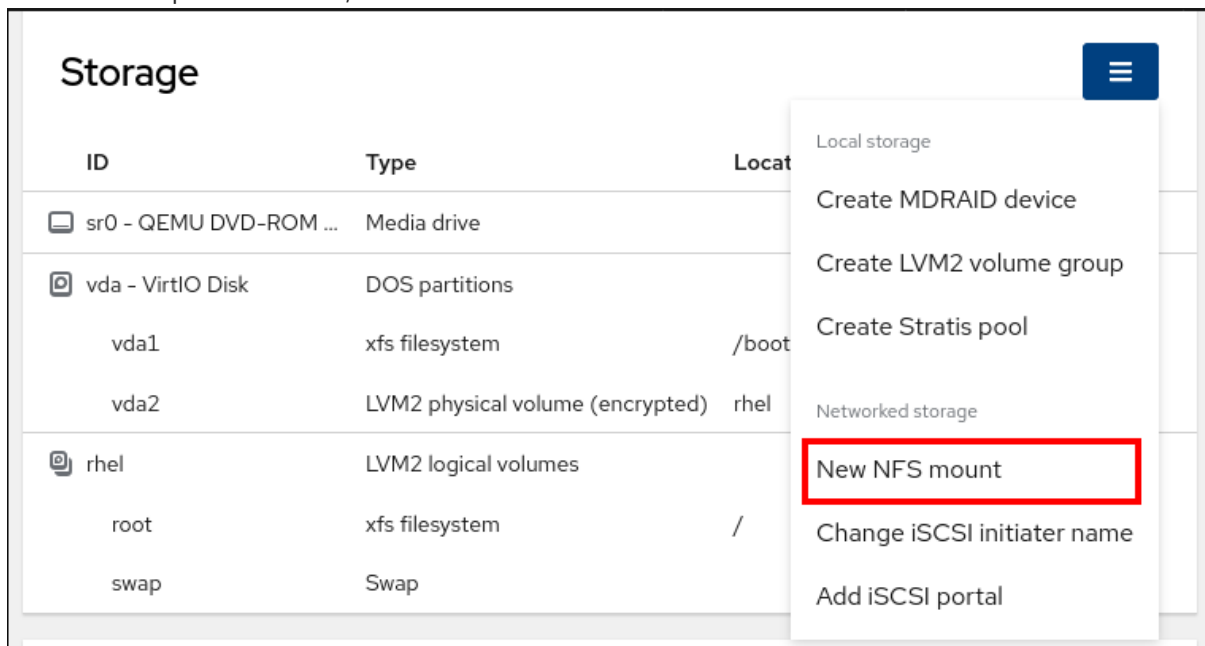 Storage
ID Type Locat
sr0 - QEMU DVD-ROM ... Media drive
vda - VirtIO Disk DOS partitions
vda1 xfs filesystem /boot
vda2 LVM2 physical volume (encrypted) rhel
rhel LVM2 logical volumes
root xfs filesystem /
swap Swap
Local storage
Create MDRAID device
Create LVM2 volume group
Create Stratis pool
Networked storage
New NFS mount
Change iSCSI initiater name
Add iSCSI portal